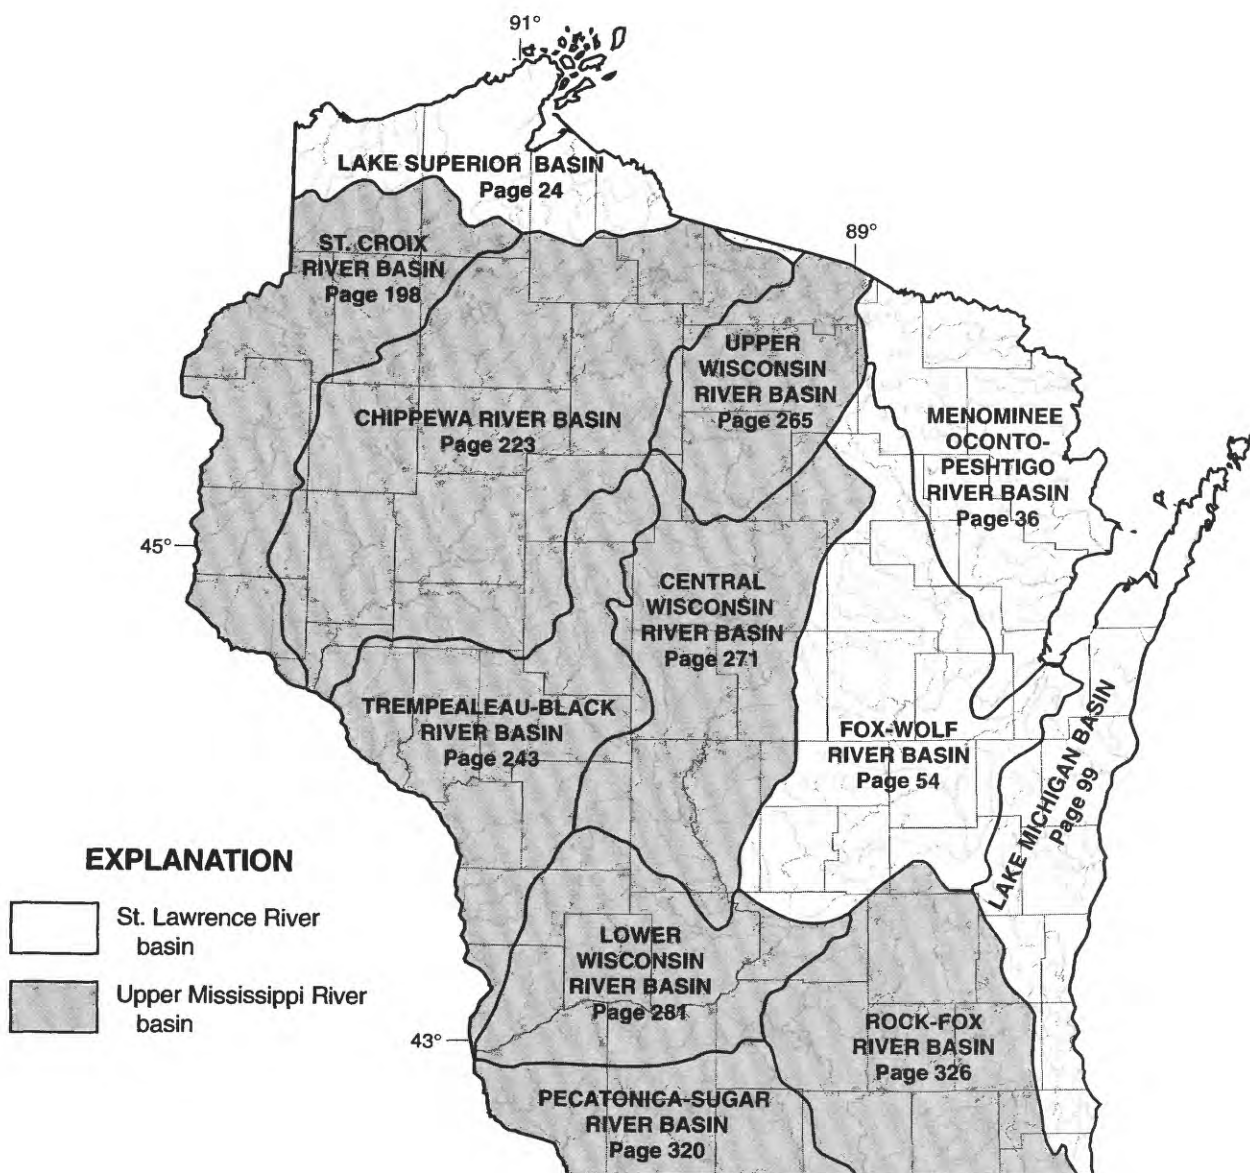 91°
LAKE SUPERIOR BASIN
Page 24
89°
ST. CROIX
RIVER BASIN
Page 198
UPPER
WISCONSIN
RIVER BASIN
Page 265
CHIPPEWA RIVER BASIN
Page 223
MENOMINEE
OCONTO-
PESHTIGO
RIVER BASIN
Page 36
45°
CENTRAL
WISCONSIN
RIVER BASIN
Page 271
TREMPEALEAU-BLACK
RIVER BASIN
Page 243
FOX-WOLF
RIVER BASIN
Page 54
LAKE MICHIGAN BASIN
Page 99
EXPLANATION
St. Lawrence River
basin
Upper Mississippi River
basin
LOWER
WISCONSIN
RIVER BASIN
Page 281
43°
ROCK-FOX
RIVER BASIN
Page 326
PECATONICA-SUGAR
RIVER BASIN
Page 320